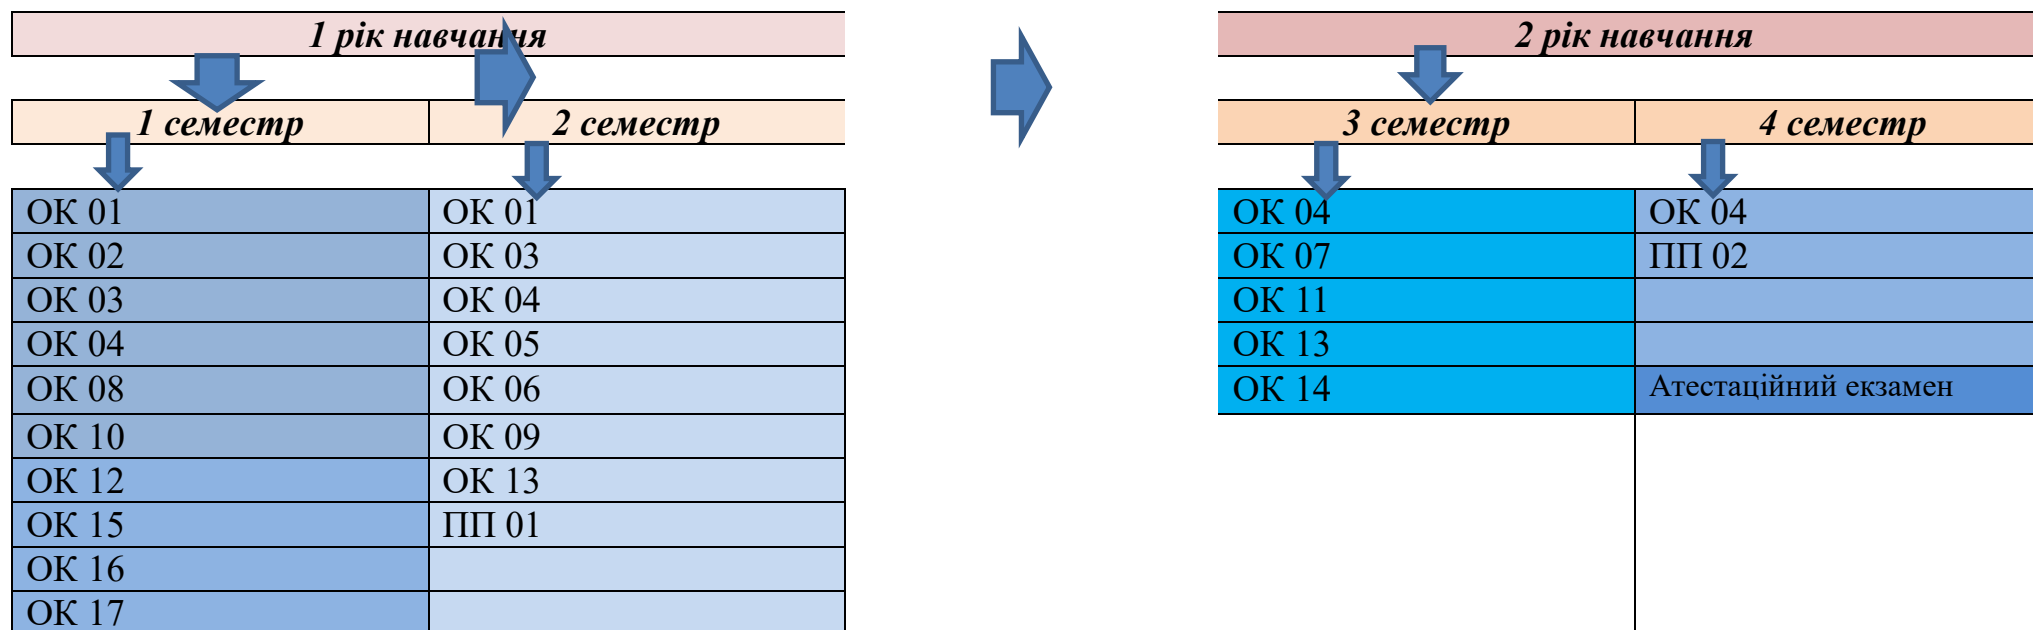 1 рік навчання
2 рік навчання
1 семестр
2 семестр
3 семестр
4 семестр
ОК 01
ОК 01
ОК 04
ОК 04
ОК 02
ОК 03
ОК 07
ПП 02
ОК 03
ОК 04
ОК 11
ОК 04
ОК 05
ОК 13
ОК 08
ОК 06
ОК 14
Атестаційний екзамен
ОК 10
ОК 09
ОК 12
ОК 13
ОК 15
ПП 01
ОК 16
ОК 17